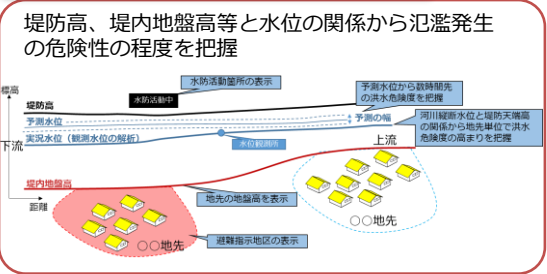 堤防高、堤内地盤高等と水位の関係から氾濫発生
の危険性の程度を把握
水防活動箇所の表示
標高
水防活動中
予測水位から数時間先
の洪水危険度を把握
堤防高
予測水位
予測の幅
河川縦断水位と堤防天端高
の関係から地先単位で洪水
危険度の高まりを把握
実況水位（観測水位の解析）
下流
水位観測所
上流
堤内地盤高
地先の地盤高を表示
距離
○○地先
○○地先
避難指示地区の表示